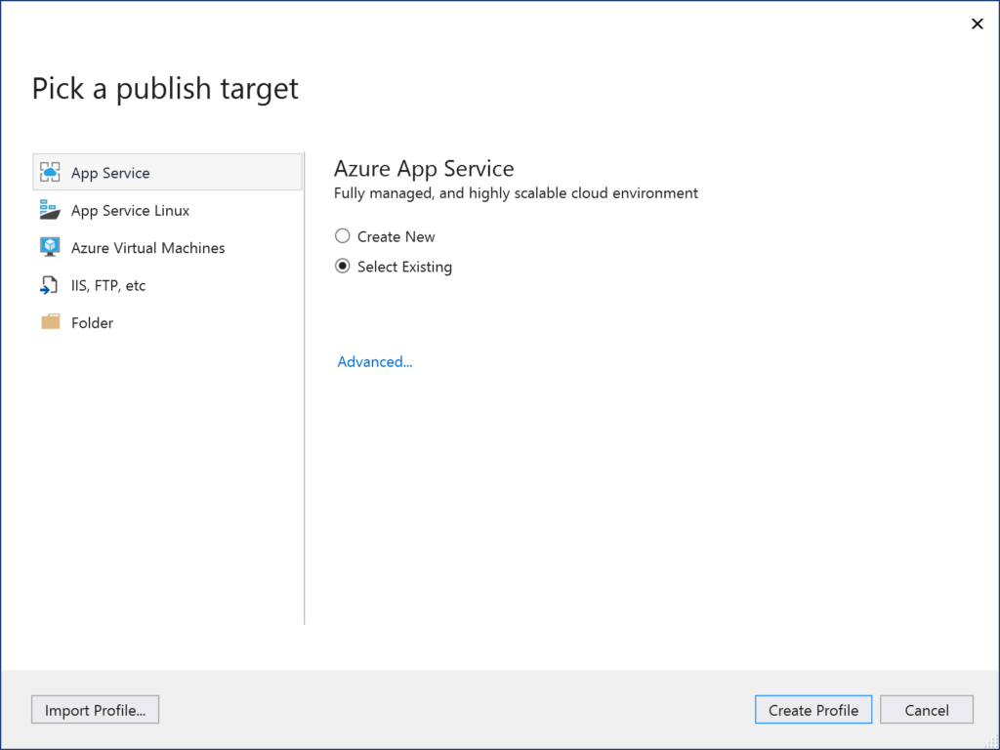 Pick a publish target
App Service
App Service Linux
Azure Virtual Machines
IIS, FTP, etc
Folder
Azure App Service
Fully managed, and highly scalable cloud environment
Create New
Select Existing
Advanced...
Import Profile...
Create Profile
Cancel